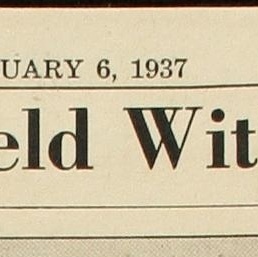 UARY 6, 1937
eld Wit